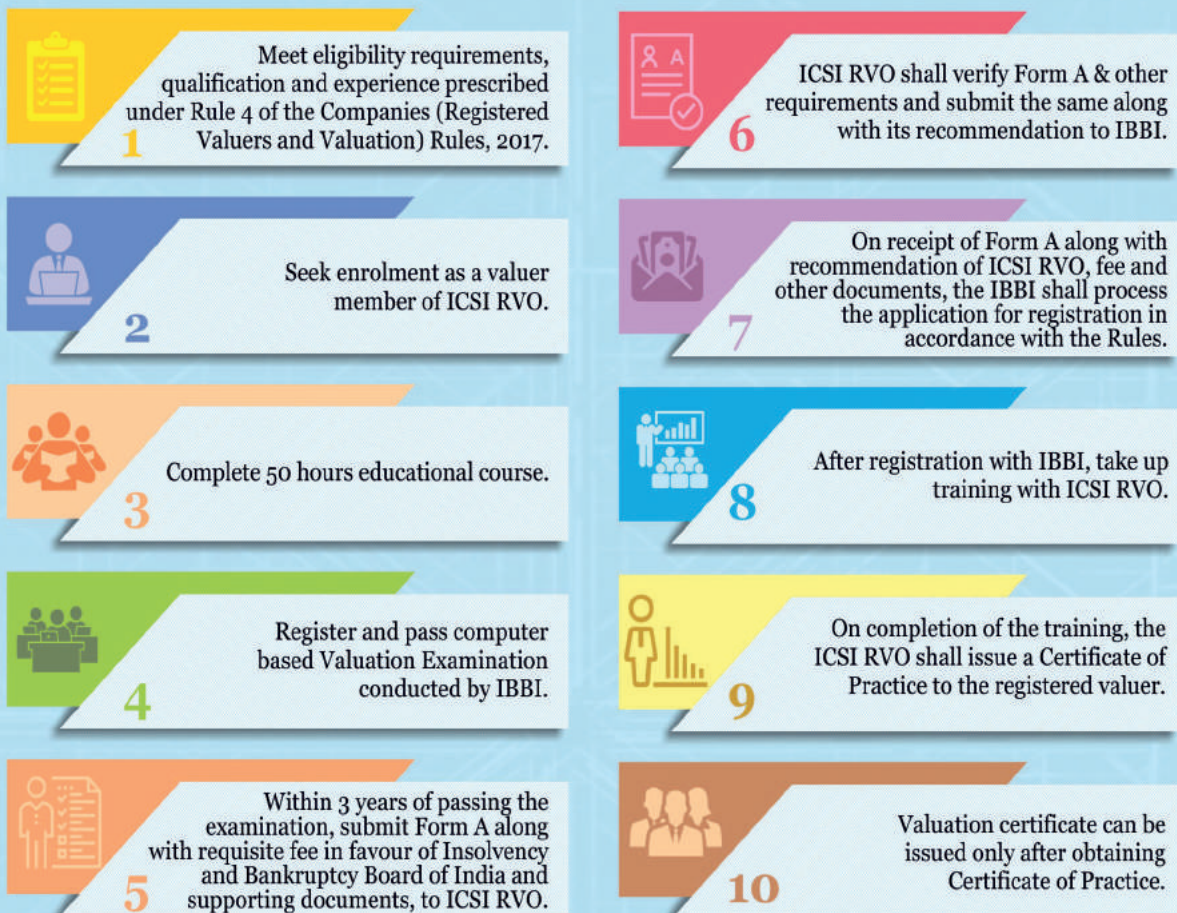 Meet eligibility requirements,
qualification and experience prescribed
under Rule 4 of the Companies (Registered
Valuers and Valuation) Rules, 2017.
1
Seek enrolment as a valuer
member of ICSI RVO.
2
Complete 50 hours educational course.
3
Register and pass computer
based Valuation Examination
conducted by IBBI.
4
Within 3 years of passing the
examination, submit Form A along
with requisite fee in favour of Insolvency
and Bankruptcy Board of India and
supporting documents, to ICSI RVO.
5
A
ICSI RVO shall verify Form A & other
requirements and submit the same along
with its recommendation to IBBI.
6
On receipt of Form A along with
recommendation of ICSI RVO, fee and
other documents, the IBBI shall process
the application for registration in
accordance with the Rules.
7
After registration with IBBI, take up
training with ICSI RVO.
8
On completion of the training, the
ICSI RVO shall issue a Certificate of
Practice to the registered valuer.
9
Valuation certificate can be
issued only after obtaining
Certificate of Practice.
10